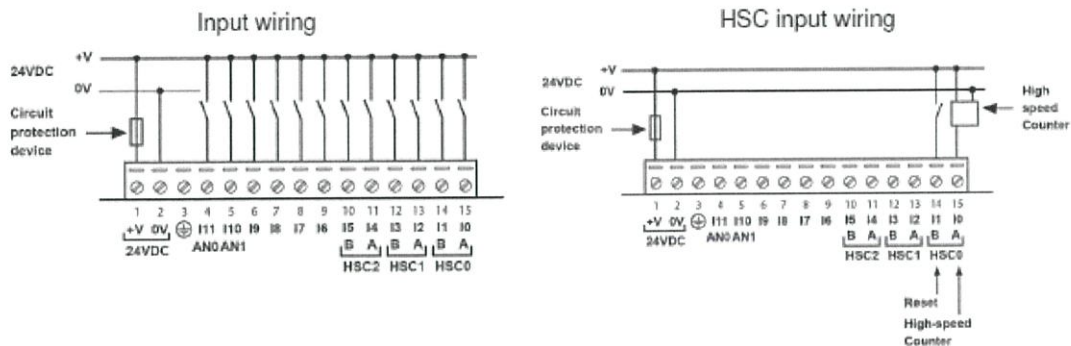 Input wiring
+V
24VDC
0V
Circuit
protection
device
1 2 3 4 5 6 7 8 9 10 11 12 13 14 15
+V 0V I11 I10 I9 I8 I7 I6 I5 I4 I3 I2 I1 I0
24VDC AN0 AN1 B A B A B A
HSC2 HSC1 HSC0
HSC input wiring
+V
24VDC
0V
High
speed
Counter
Circuit
protection
device
1 2 3 4 5 6 7 8 9 10 11 12 13 14 15
+V 0V I11 I10 I9 I8 I7 I6 I5 I4 I3 I2 I1 I0
24VDC AN0 AN1 B A B A B A
HSC2 HSC1 HSC0
Reset
High-speed
Counter